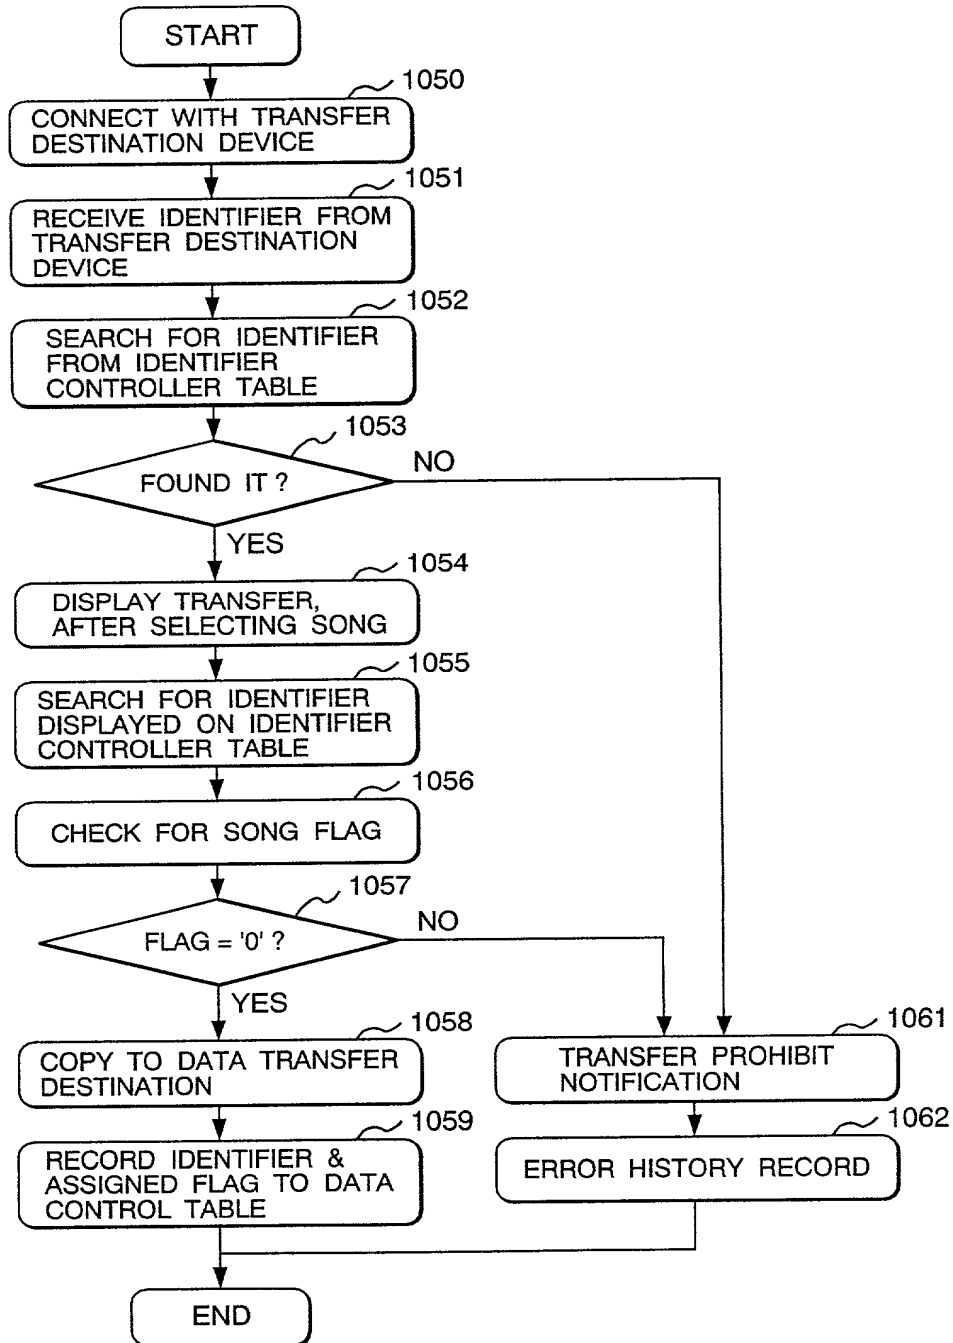 START
1050
CONNECT WITH TRANSFER
DESTINATION DEVICE
1051
RECEIVE IDENTIFIER FROM
TRANSFER DESTINATION
DEVICE
1052
SEARCH FOR IDENTIFIER
FROM IDENTIFIER
CONTROLLER TABLE
1053
FOUND IT ?
NO
YES
1054
DISPLAY TRANSFER,
AFTER SELECTING SONG
1055
SEARCH FOR IDENTIFIER
DISPLAYED ON IDENTIFIER
CONTROLLER TABLE
1056
CHECK FOR SONG FLAG
1057
FLAG = '0' ?
NO
YES
1058
COPY TO DATA TRANSFER
DESTINATION
1059
RECORD IDENTIFIER &
ASSIGNED FLAG TO DATA
CONTROL TABLE
1061
TRANSFER PROHIBIT
NOTIFICATION
1062
ERROR HISTORY RECORD
END